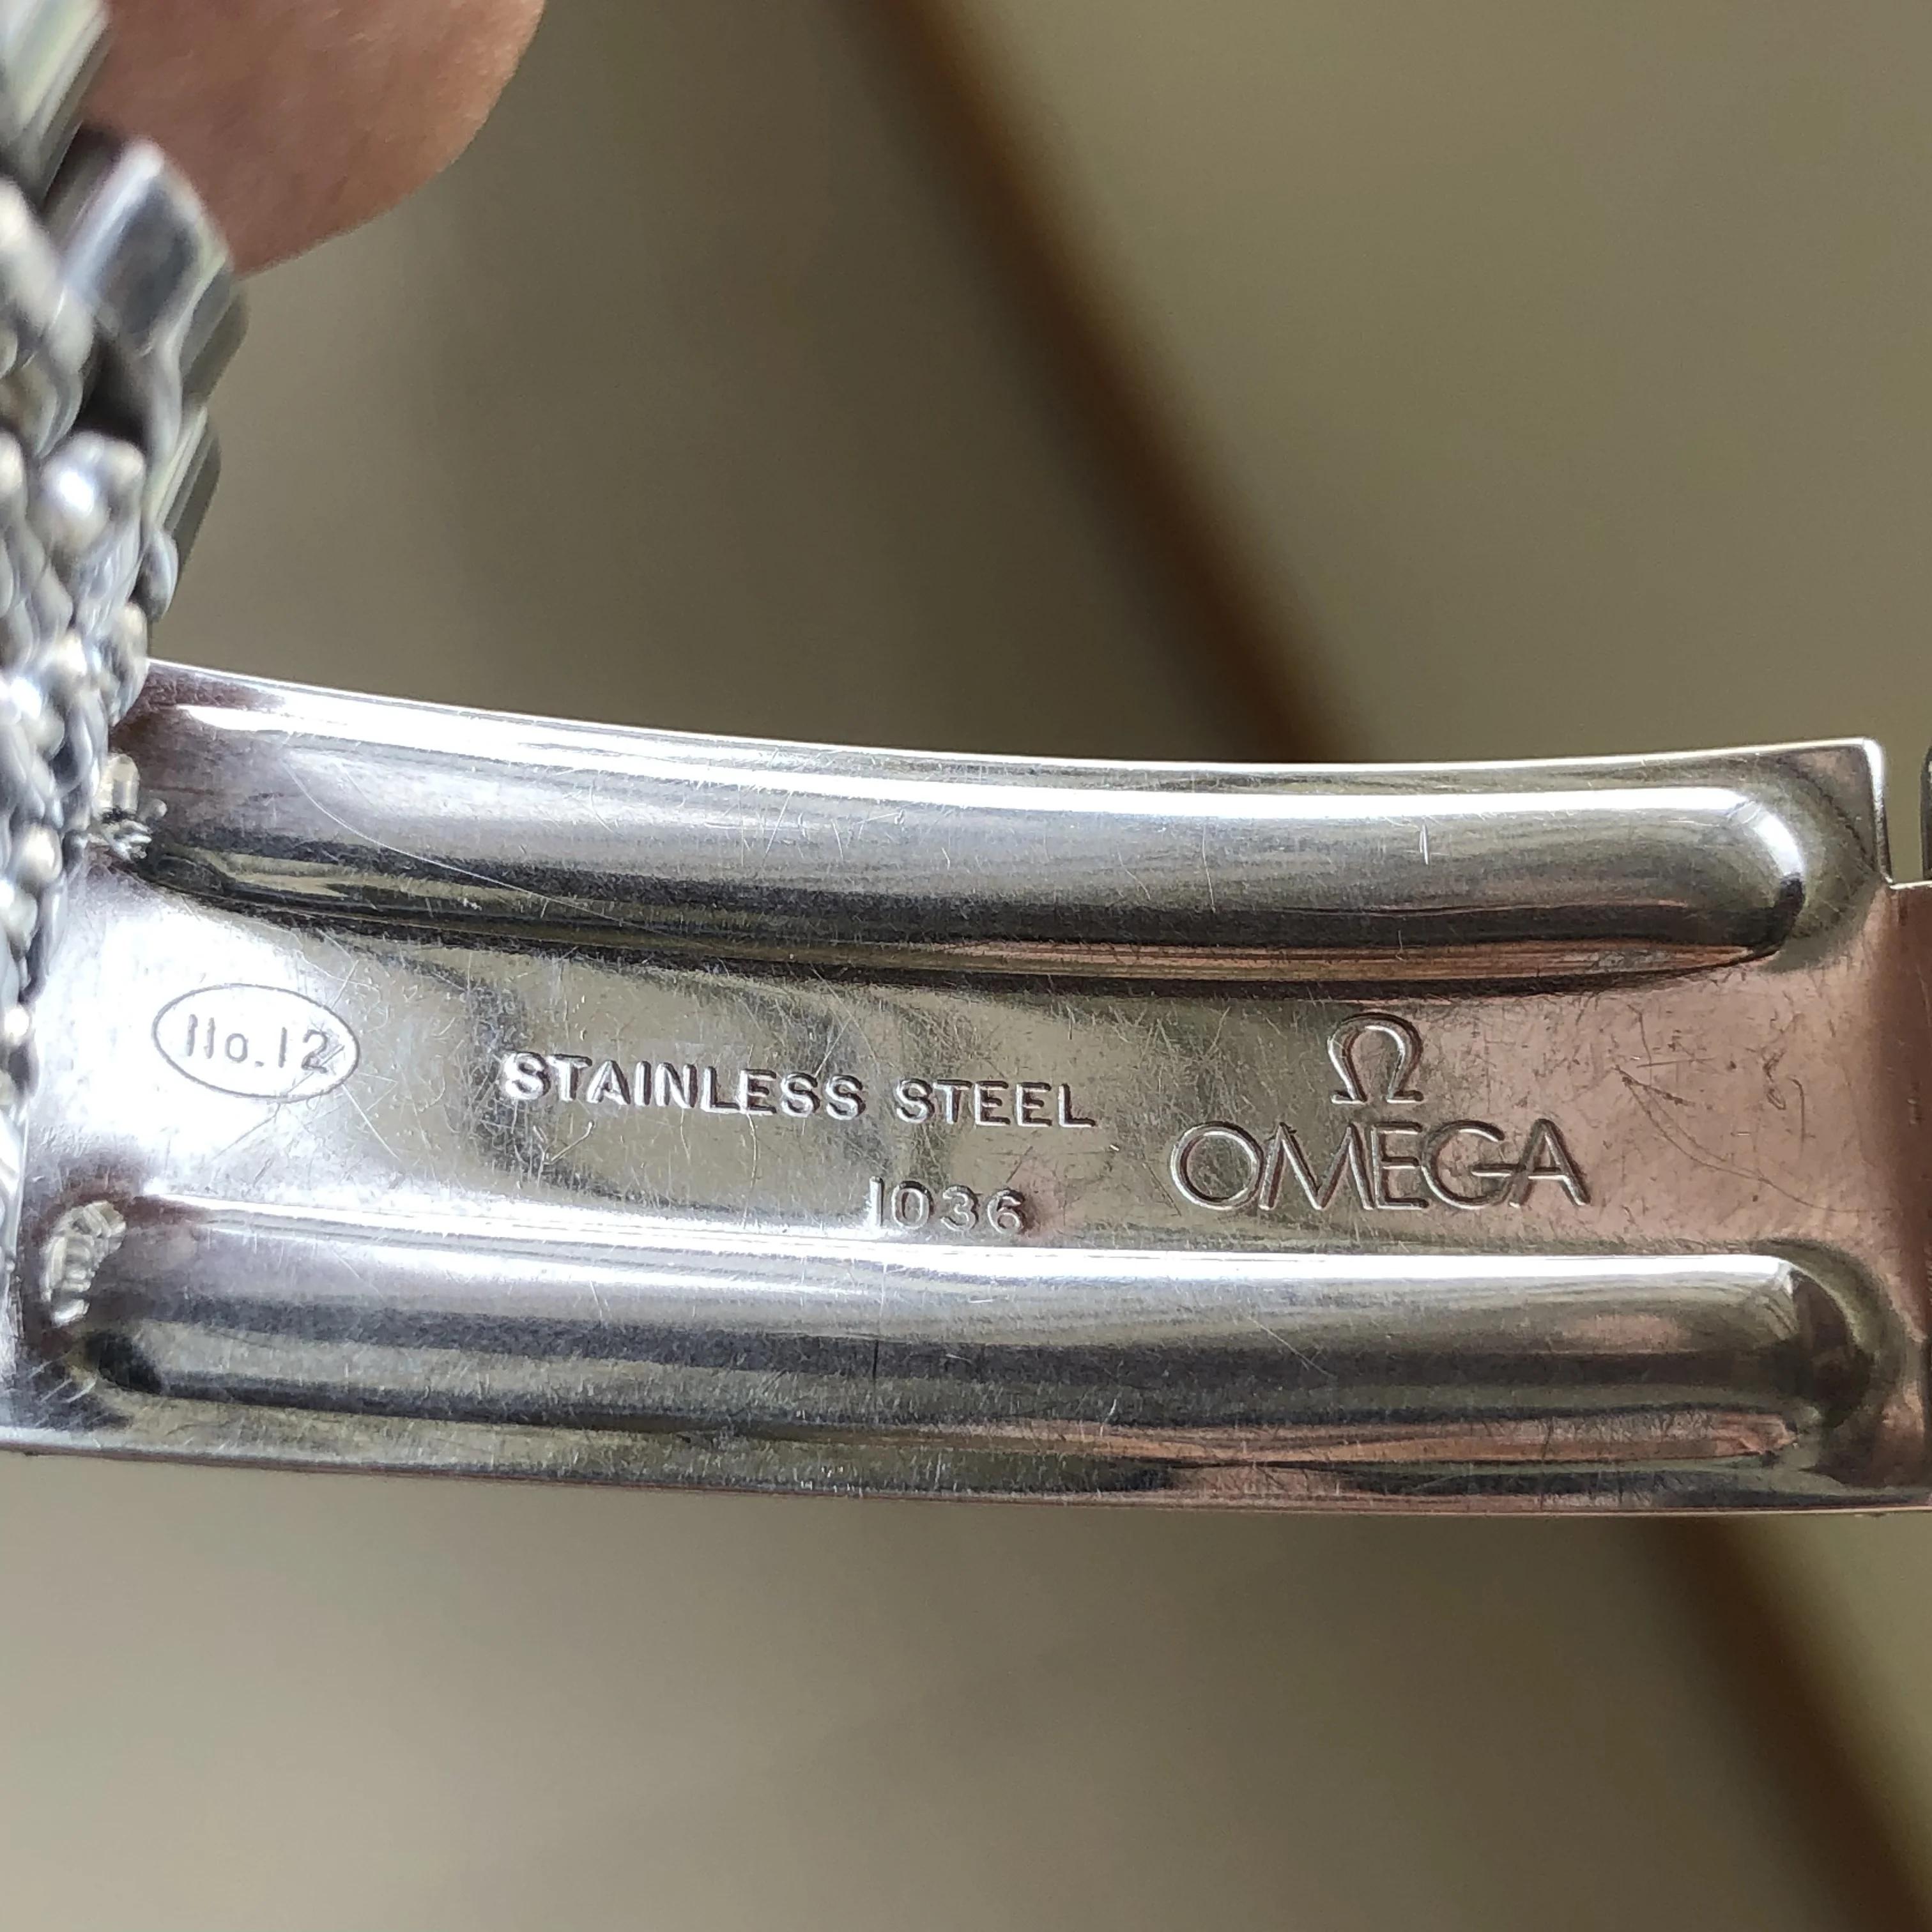 No.12
STAINLESS STEEL
1036
Ω
OMEGA